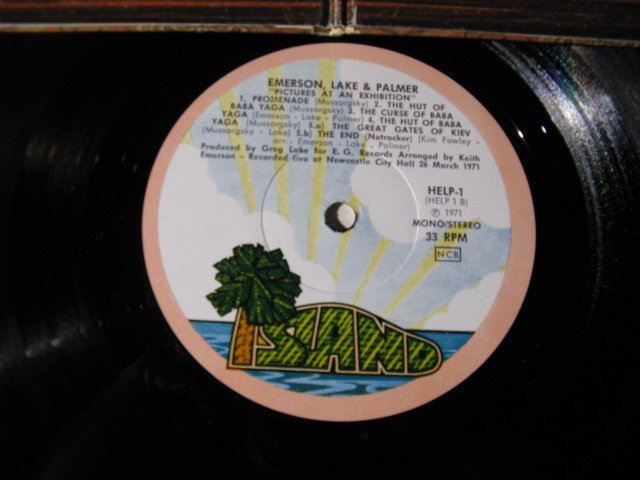 EMERSON, LAKE & PALMER
"PICTURES AT AN EXHIBITION"
1. PROMENADE (Mussorgsky) 2. THE HUT OF
BABA YAGA (Mussorgsky) 3. THE CURSE OF BABA
YAGA (Emerson - Lake - Palmer) 4. THE HUT OF BABA
YAGA (Mussorgsky) 5.a) THE GREAT GATES OF KIEV
(Mussorgsky - Lake) 5.b) THE END (Nutrocker) (Kim Fowley -
arr.: Emerson - Lake - Palmer)
Produced by Greg Lake for E. G. Records Arranged by Keith
Emerson - Recorded live at Newcastle City Hall 26 March 1971
HELP-1
(HELP 1 B)
Ⓟ 1971
MONO/STEREO
33 RPM
NCB
ISLAND